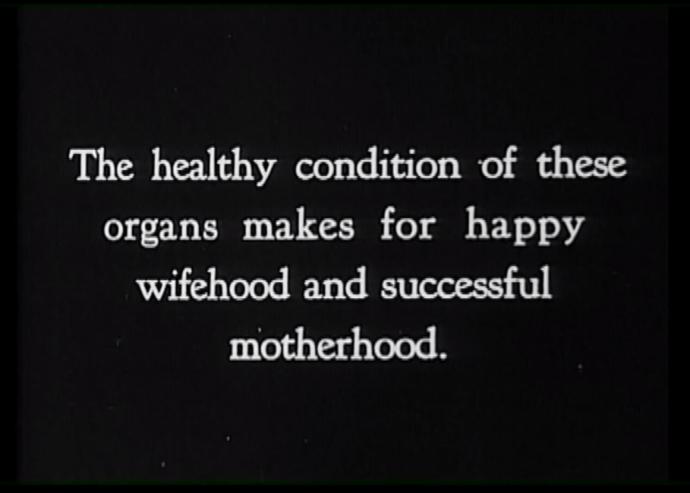 The healthy condition of these
organs makes for happy
wifehood and successful
motherhood.